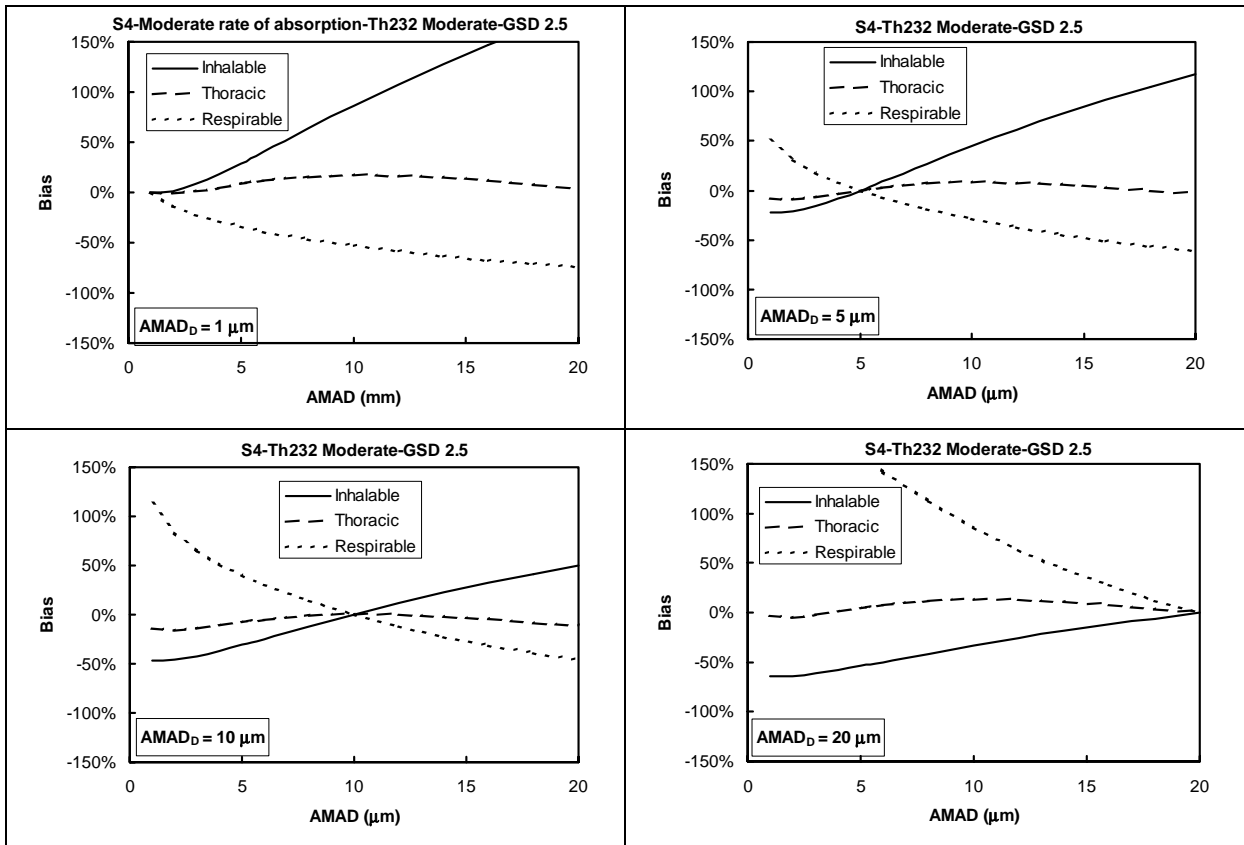 S4-Moderate rate of absorption-Th232 Moderate-GSD 2.5
150%
100%
50%
0%
-50%
-100%
-150%
Bias
Inhalable
Thoracic
Respirable
AMAD_D = 1 μm
0 5 10 15 20
AMAD (mm)
S4-Th232 Moderate-GSD 2.5
150%
100%
50%
0%
-50%
-100%
-150%
Bias
Inhalable
Thoracic
Respirable
AMAD_D = 5 μm
0 5 10 15 20
AMAD (μm)
S4-Th232 Moderate-GSD 2.5
150%
100%
50%
0%
-50%
-100%
-150%
Bias
Inhalable
Thoracic
Respirable
AMAD_D = 10 μm
0 5 10 15 20
AMAD (μm)
S4-Th232 Moderate-GSD 2.5
150%
100%
50%
0%
-50%
-100%
-150%
Bias
Inhalable
Thoracic
Respirable
AMAD_D = 20 μm
0 5 10 15 20
AMAD (μm)